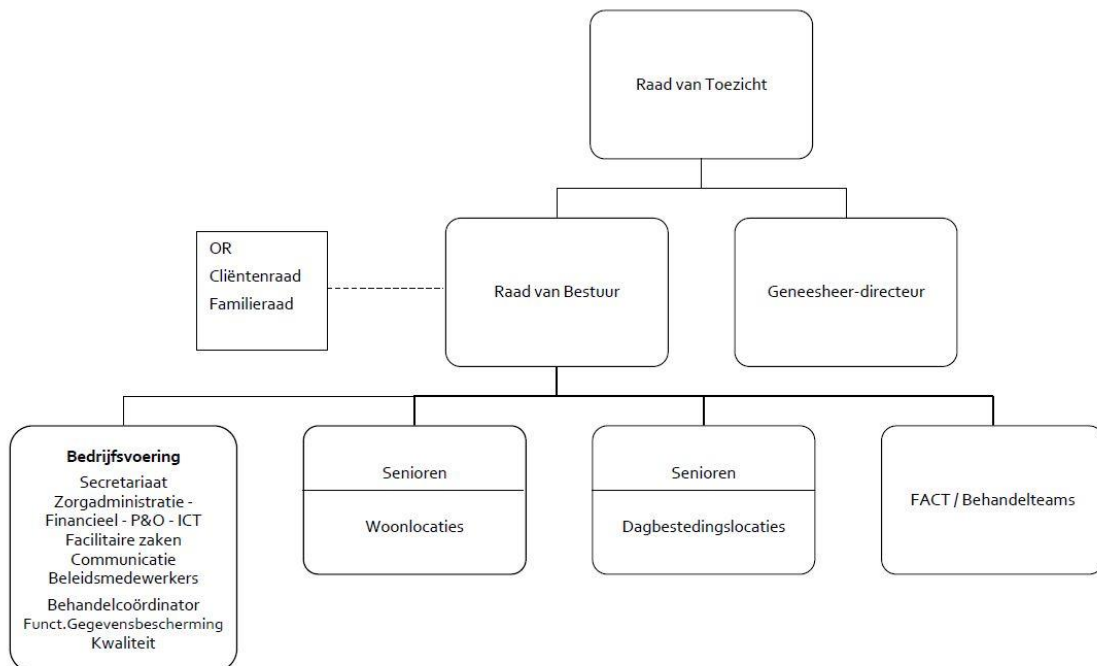 Raad van Toezicht
OR
Cliëntenraad
Familieraad
Raad van Bestuur
Geneesheer-directeur
Bedrijfsvoering
Secretariaat
Zorgadministratie -
Financieel - P&O - ICT
Facilitaire zaken
Communicatie
Beleidsmedewerkers
Behandelcoördinator
Funct.Gegevensbescherming
Kwaliteit
Senioren
Woonlocaties
Senioren
Dagbestedingslocaties
FACT / Behandelteams